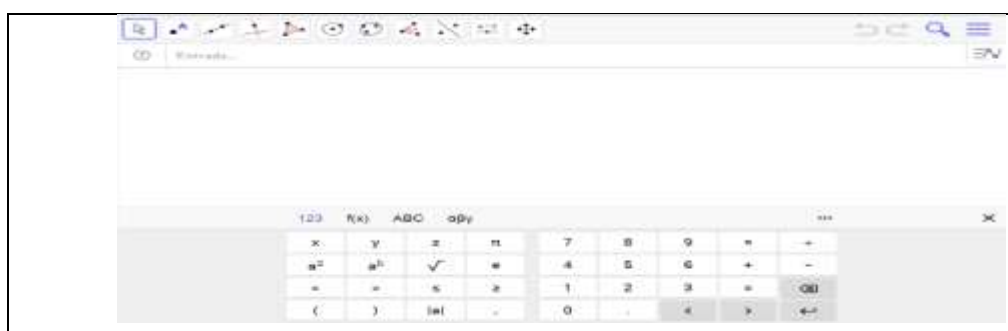 Entrada...
123 f(x) ABC αβγ ...
x y z π 7 8 9 × ÷
a² aᵇ √ e 4 5 6 + -
< > ≤ ≥ 1 2 3 =
( ) |a| , 0 . < >